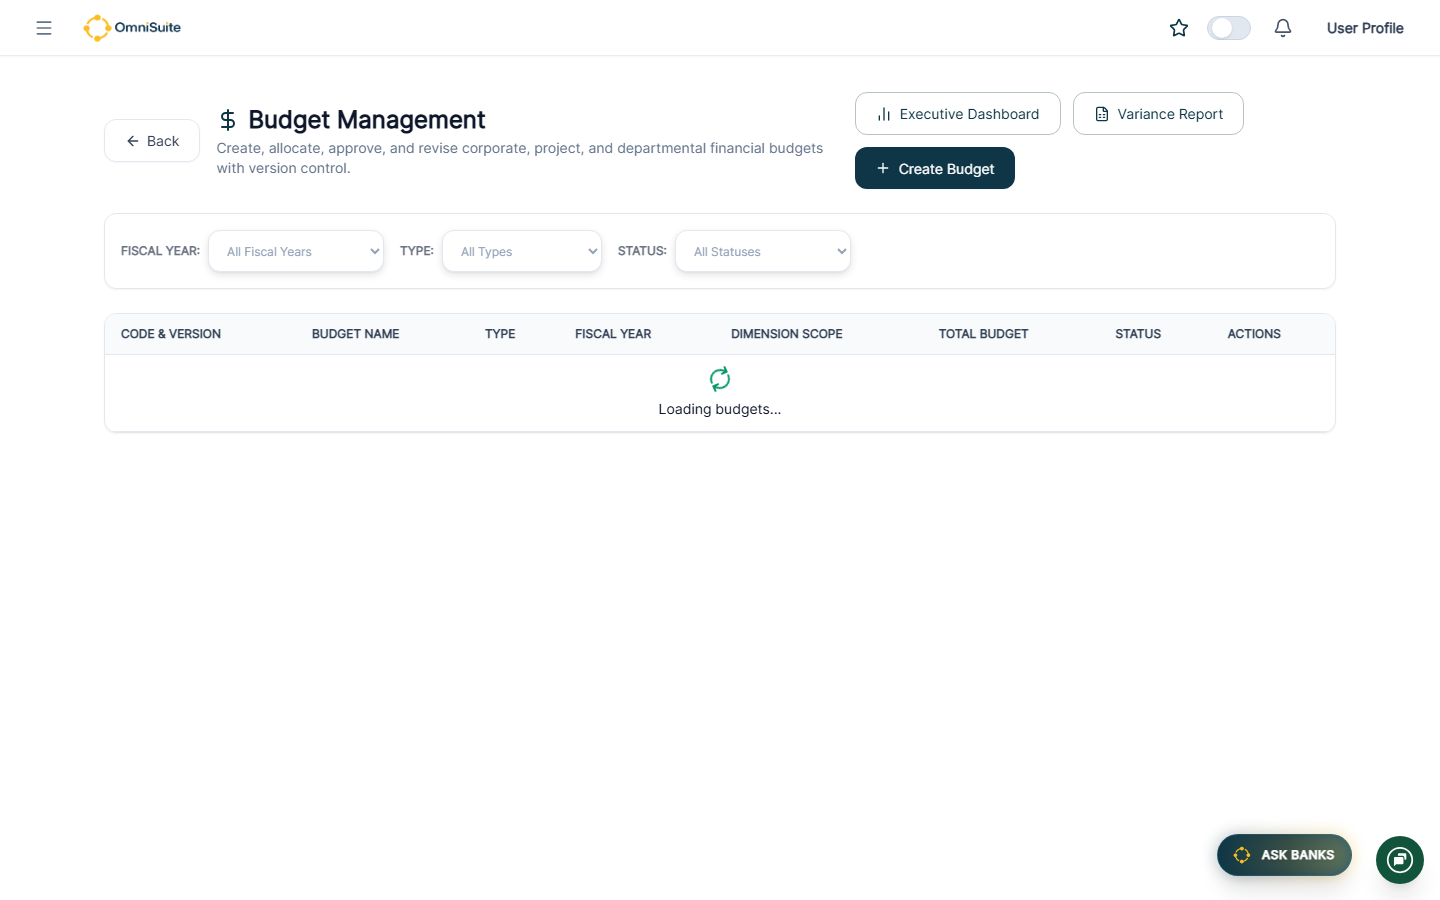 OmniSuite
User Profile
Back
Budget Management
Create, allocate, approve, and revise corporate, project, and departmental financial budgets
with version control.
Executive Dashboard
Variance Report
Create Budget
FISCAL YEAR: All Fiscal Years TYPE: All Types STATUS: All Statuses
CODE & VERSION BUDGET NAME TYPE FISCAL YEAR DIMENSION SCOPE TOTAL BUDGET STATUS ACTIONS
Loading budgets...
ASK BANKS